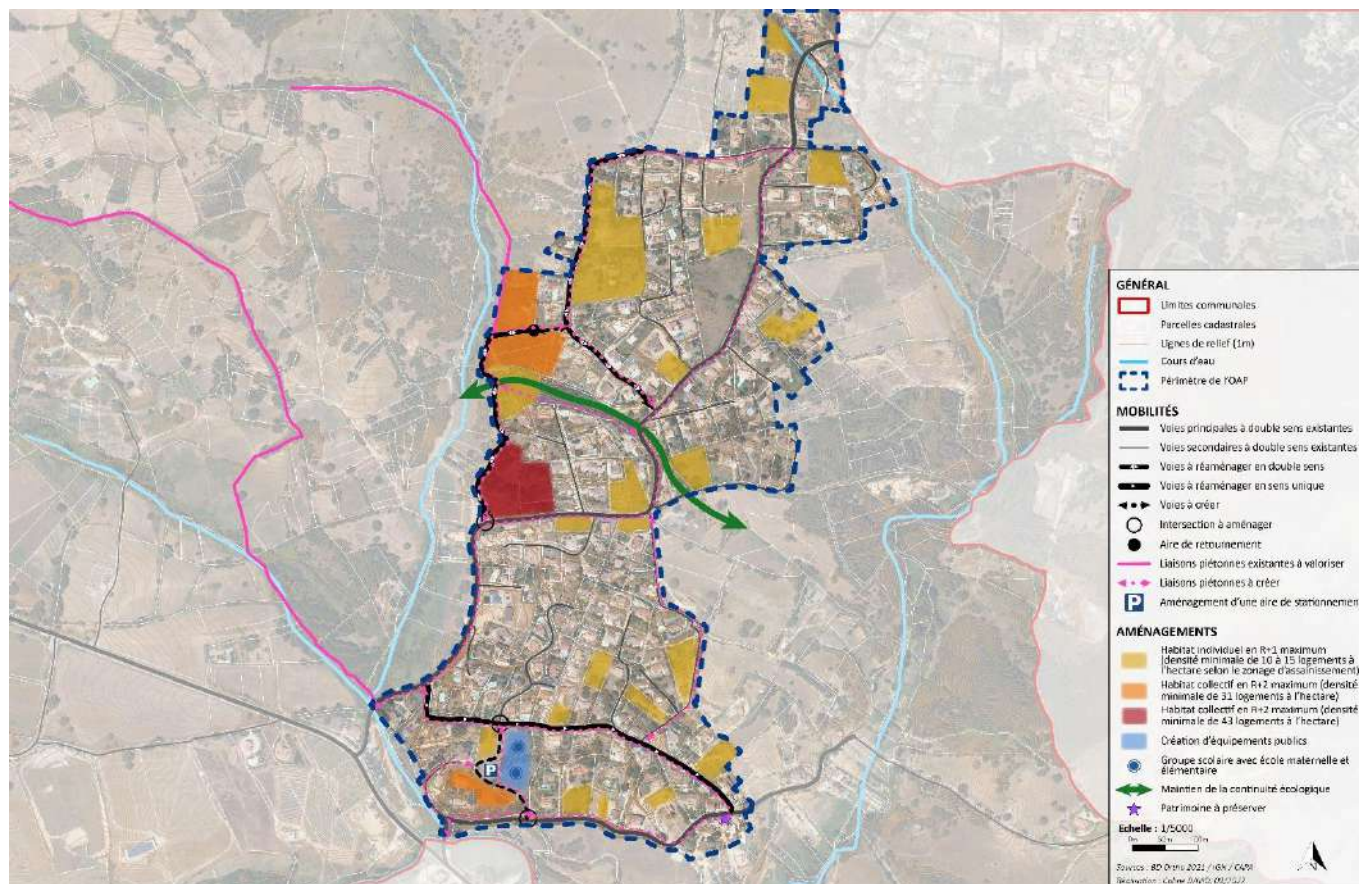 GÉNÉRAL
Limites communales
Parcelles cadastrales
Lignes de relief (1m)
Cours d'eau
Périmètre de l'OAP
MOBILITÉS
Voies principales à double sens existantes
Voies secondaires à double sens existantes
Voies à réaménager en double sens
Voies à réaménager en sens unique
Voies à créer
Intersection à aménager
Aire de retournement
Liaisons piétonnes existantes à valoriser
Liaisons piétonnes à créer
P Aménagement d'une aire de stationnemen
AMÉNAGEMENTS
Habitat individuel en R+1 maximum
(densité minimale de 10 à 15 logements à
l'hectare selon le zonage d'assainissement)
Habitat collectif en R+2 maximum (densité
minimale de 31 logements à l'hectare)
Habitat collectif en R+2 maximum (densité
minimale de 43 logements à l'hectare)
Création d'équipements publics
Groupe scolaire avec école maternelle et
élémentaire
Maintien de la continuité écologique
Patrimoine à préserver
Echelle : 1/5000
0m 50m 100m
Sources : BD Ortho 2021 / IGN / CAPA
P